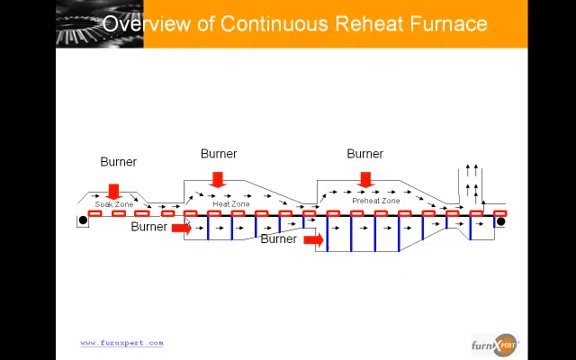 Overview of Continuous Reheat Furnace
Burner
Burner
Burner
Soak Zone
Heat Zone
Preheat Zone
Burner
Burner
www.furnxpert.com
furnXPERT